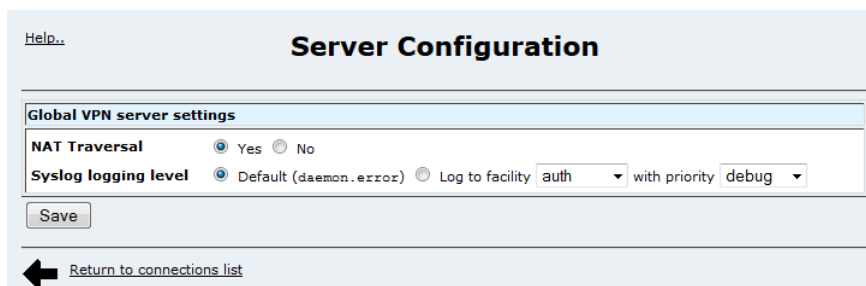 Help..
Server Configuration
Global VPN server settings
NAT Traversal Yes No
Syslog logging level Default (daemon.error) Log to facility auth with priority debug
Save
Return to connections list